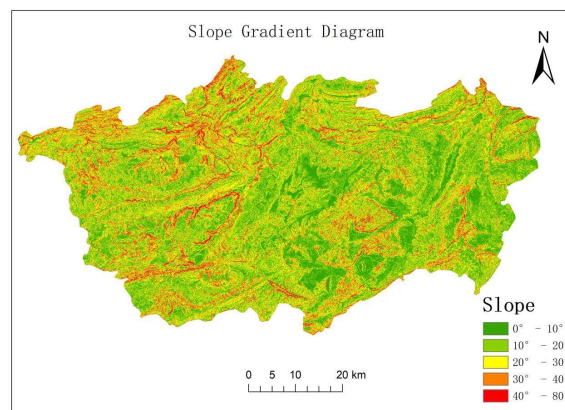 Slope Gradient Diagram
N
Slope
0° - 10°
10° - 20
20° - 30
30° - 40
40° - 80
0 5 10 20 km